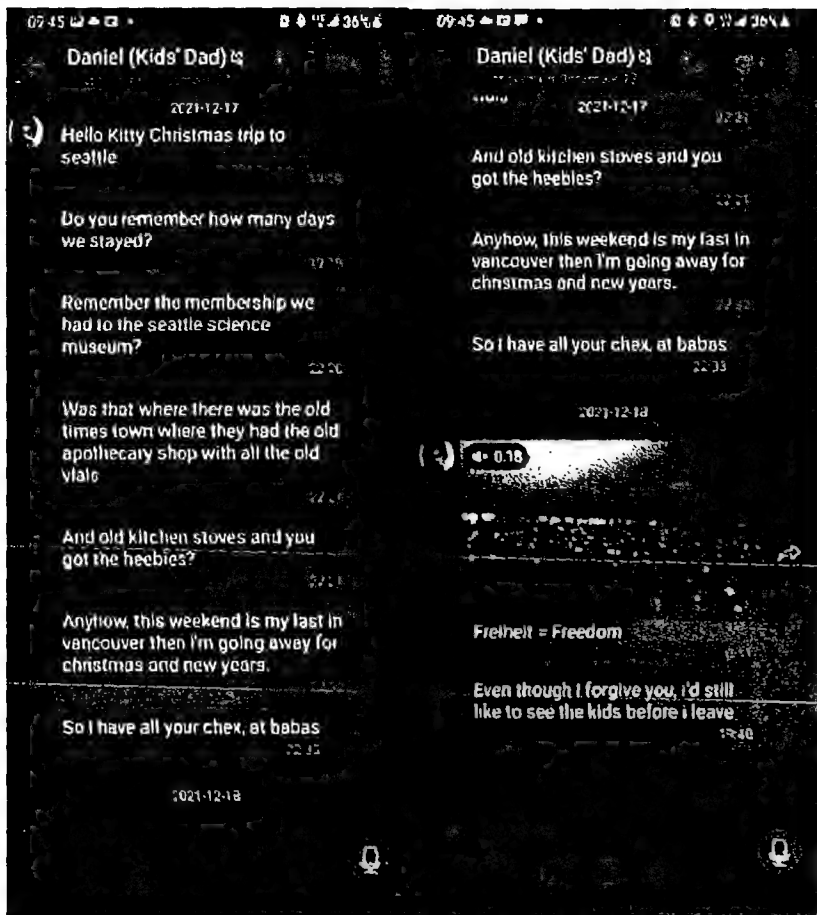 09:45
Daniel (Kids' Dad)
2021-12-17
Hello Kitty Christmas trip to
seattle
Do you remember how many days
we stayed?
Remember the membership we
had to the seattle science
museum?
Was that where there was the old
times town where they had the old
apothecary shop with all the old
vials
And old kitchen stoves and you
got the heebies?
Anyhow, this weekend is my last in
vancouver then i'm going away for
christmas and new years.
So i have all your chex, at babas
2021-12-18
09:45
Daniel (Kids' Dad)
2021-12-17
And old kitchen stoves and you
got the heebies?
Anyhow, this weekend is my last in
vancouver then i'm going away for
christmas and new years.
So i have all your chex, at babas
22:33
2021-12-18
0:18
Freiheit = Freedom
Even though i forgive you, i'd still
like to see the kids before i leave